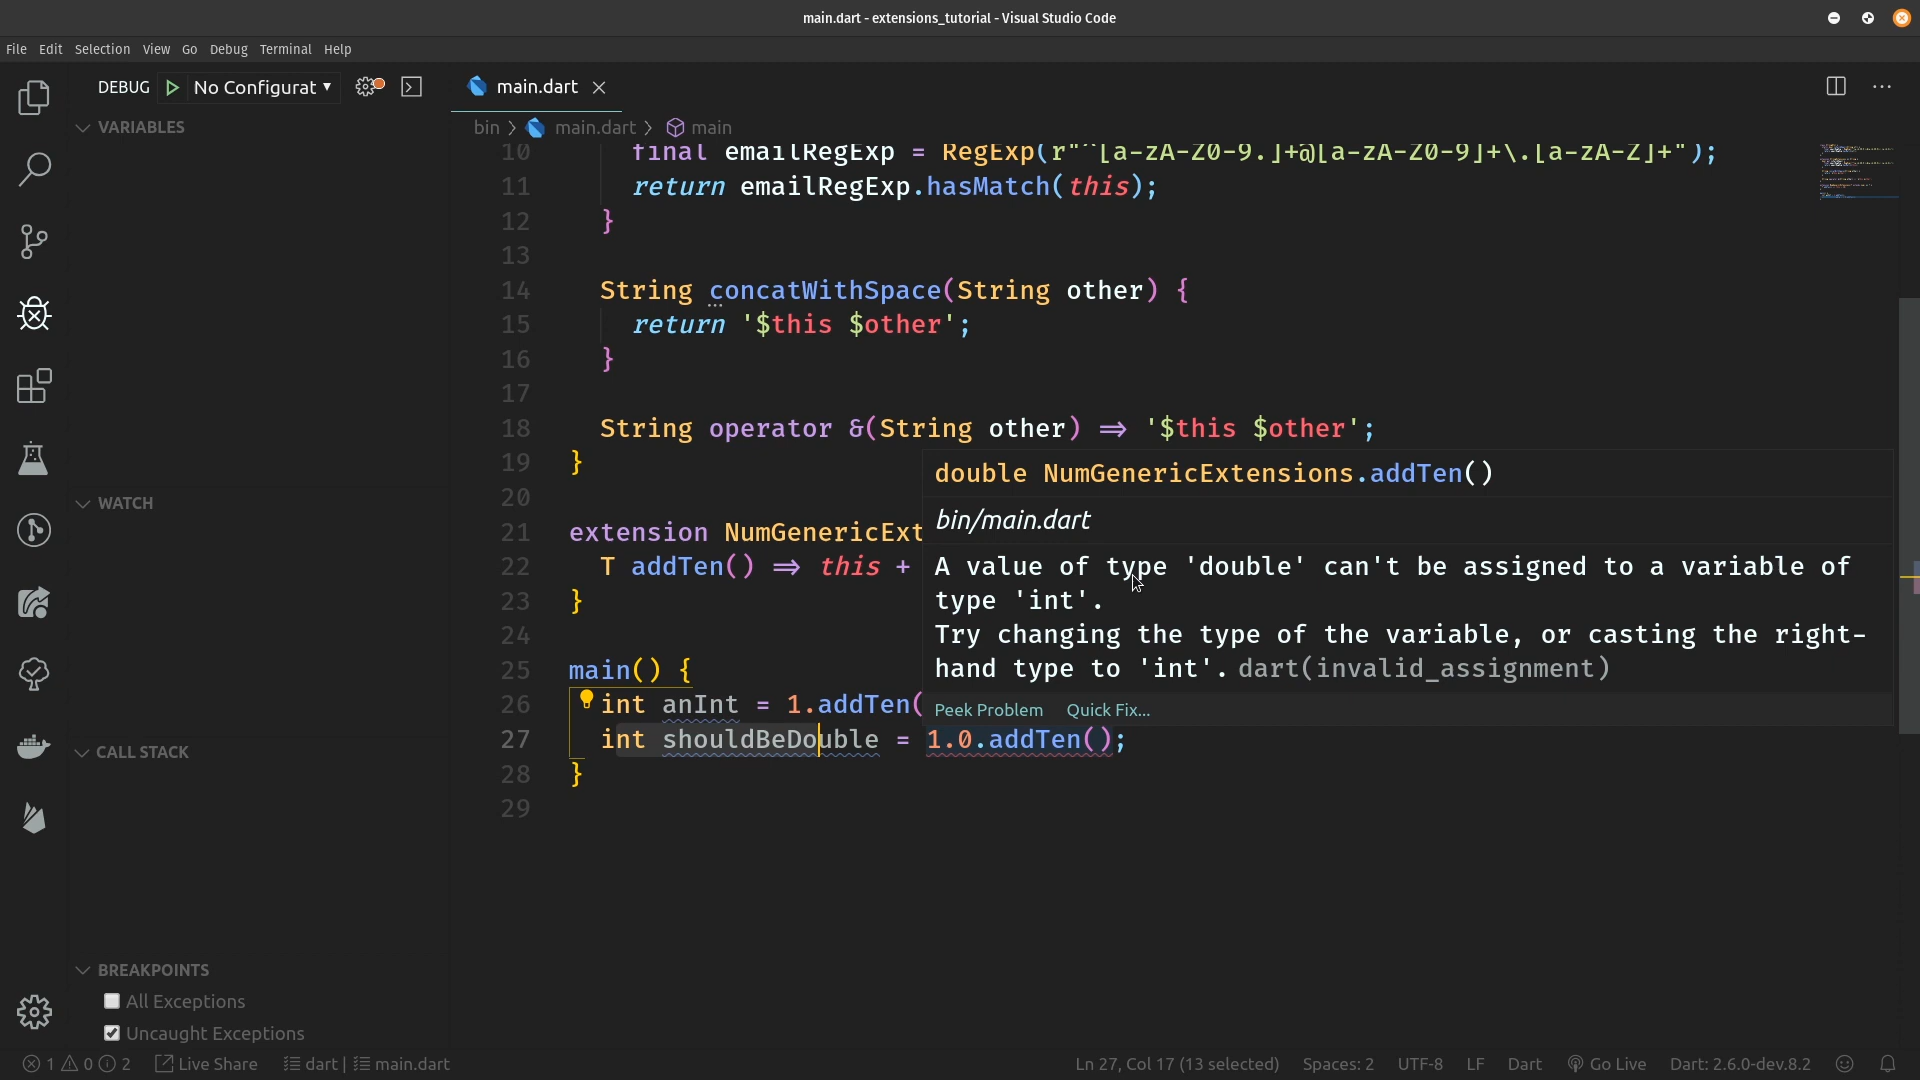 main.dart - extensions_tutorial - Visual Studio Code
File Edit Selection View Go Debug Terminal Help
DEBUG No Configurat
main.dart
VARIABLES
bin > main.dart > main
10 final emailRegExp = RegExp(r"^[a-zA-Z0-9.]+@[a-zA-Z0-9]+\.[a-zA-Z]+");
11 return emailRegExp.hasMatch(this);
12 }
13
14 String concatWithSpace(String other) {
15 return '$this $other';
16 }
17
18 String operator &(String other) => '$this $other';
19 }
20
21 extension NumGenericExt
22 T addTen() => this +
23 }
24
25 main() {
26 int anInt = 1.addTen(
27 int shouldBeDouble = 1.0.addTen();
28 }
29
double NumGenericExtensions.addTen()
bin/main.dart
A value of type 'double' can't be assigned to a variable of
type 'int'.
Try changing the type of the variable, or casting the right-
hand type to 'int'. dart(invalid_assignment)
Peek Problem Quick Fix...
WATCH
CALL STACK
BREAKPOINTS
All Exceptions
Uncaught Exceptions
1 0 2 Live Share dart | main.dart
Ln 27, Col 17 (13 selected) Spaces: 2 UTF-8 LF Dart Go Live Dart: 2.6.0-dev.8.2